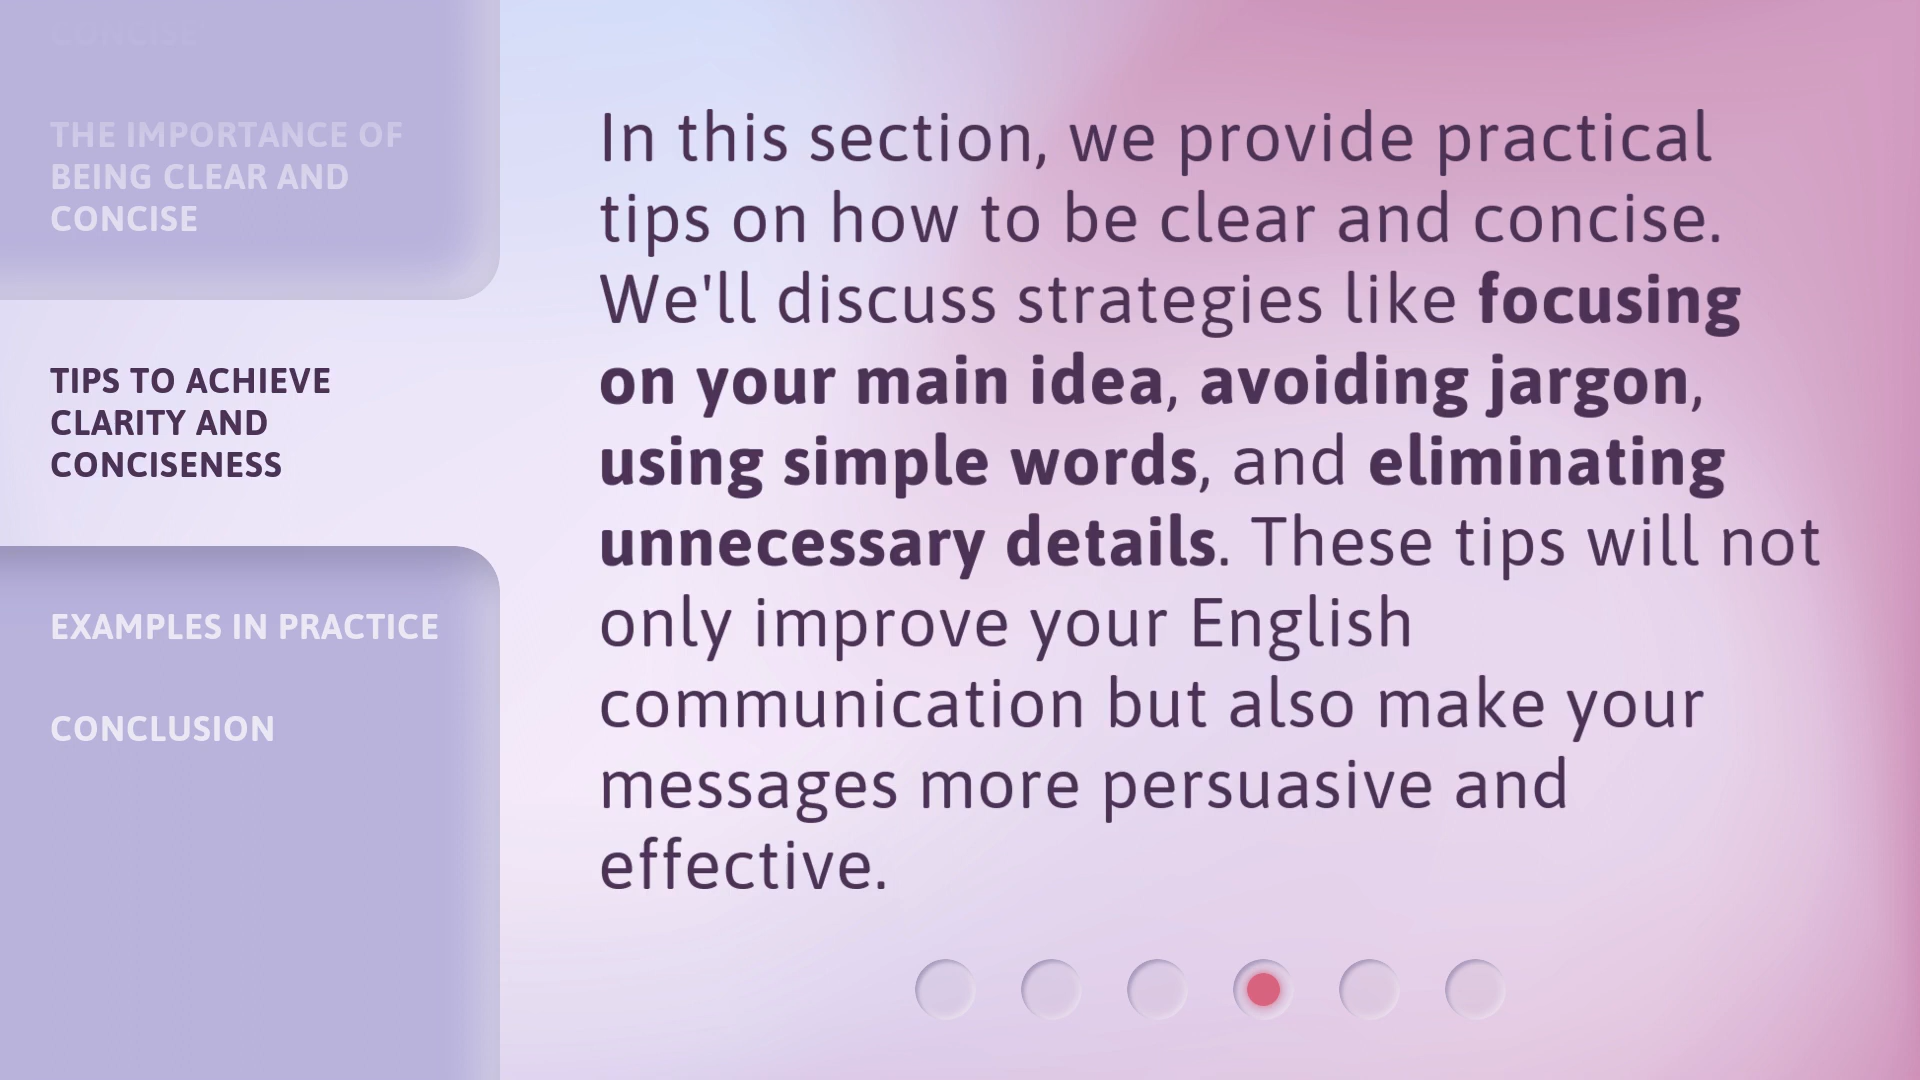 CONCISE
THE IMPORTANCE OF
BEING CLEAR AND
CONCISE
TIPS TO ACHIEVE
CLARITY AND
CONCISENESS
EXAMPLES IN PRACTICE
CONCLUSION
In this section, we provide practical
tips on how to be clear and concise.
We'll discuss strategies like focusing
on your main idea, avoiding jargon,
using simple words, and eliminating
unnecessary details. These tips will not
only improve your English
communication but also make your
messages more persuasive and
effective.